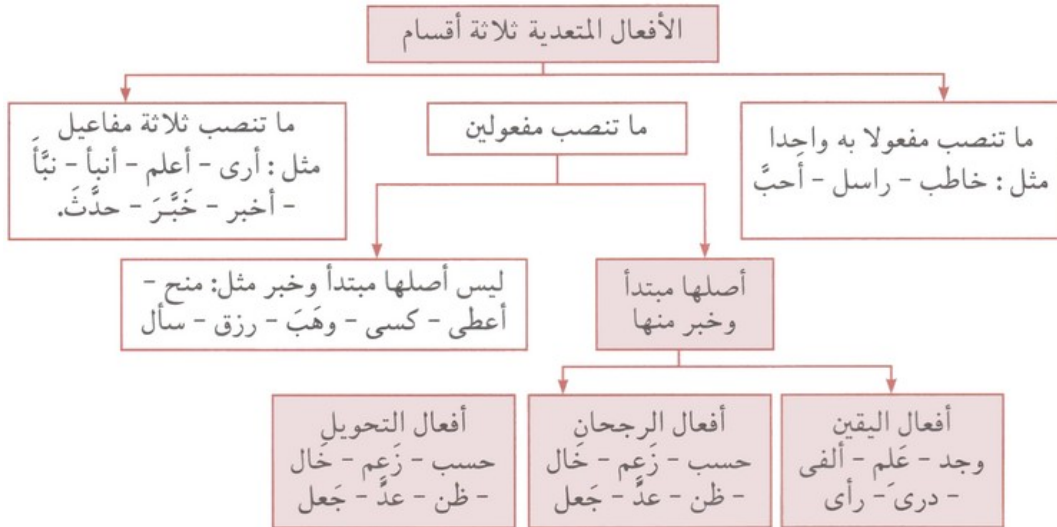 الأفعال المتعدية ثلاثة أقسام
ما تنصب مفعولا به واحدا
مثل : خاطب - راسل - أَحبَّ
ما تنصب مفعولين
ما تنصب ثلاثة مفاعيل
مثل : أرى - أعلم - أنبأ - نبَّأَ
- أخبر - خَبَّـرَ - حدَّثَ.
أصلها مبتدأ
وخبر منها
ليس أصلها مبتدأ وخبر مثل: منح -
أعطى - كسى - وهَبَ - رزق - سأل
أفعال اليقين
وجد - عَلم - ألفى
- درىَ - رأى
أفعال الرجحان
حسب - زَعم - خَال
- ظن - عدَّ - جَعل
أفعال التحويل
حسب - زَعم - خَال
- ظن - عدَّ - جَعل